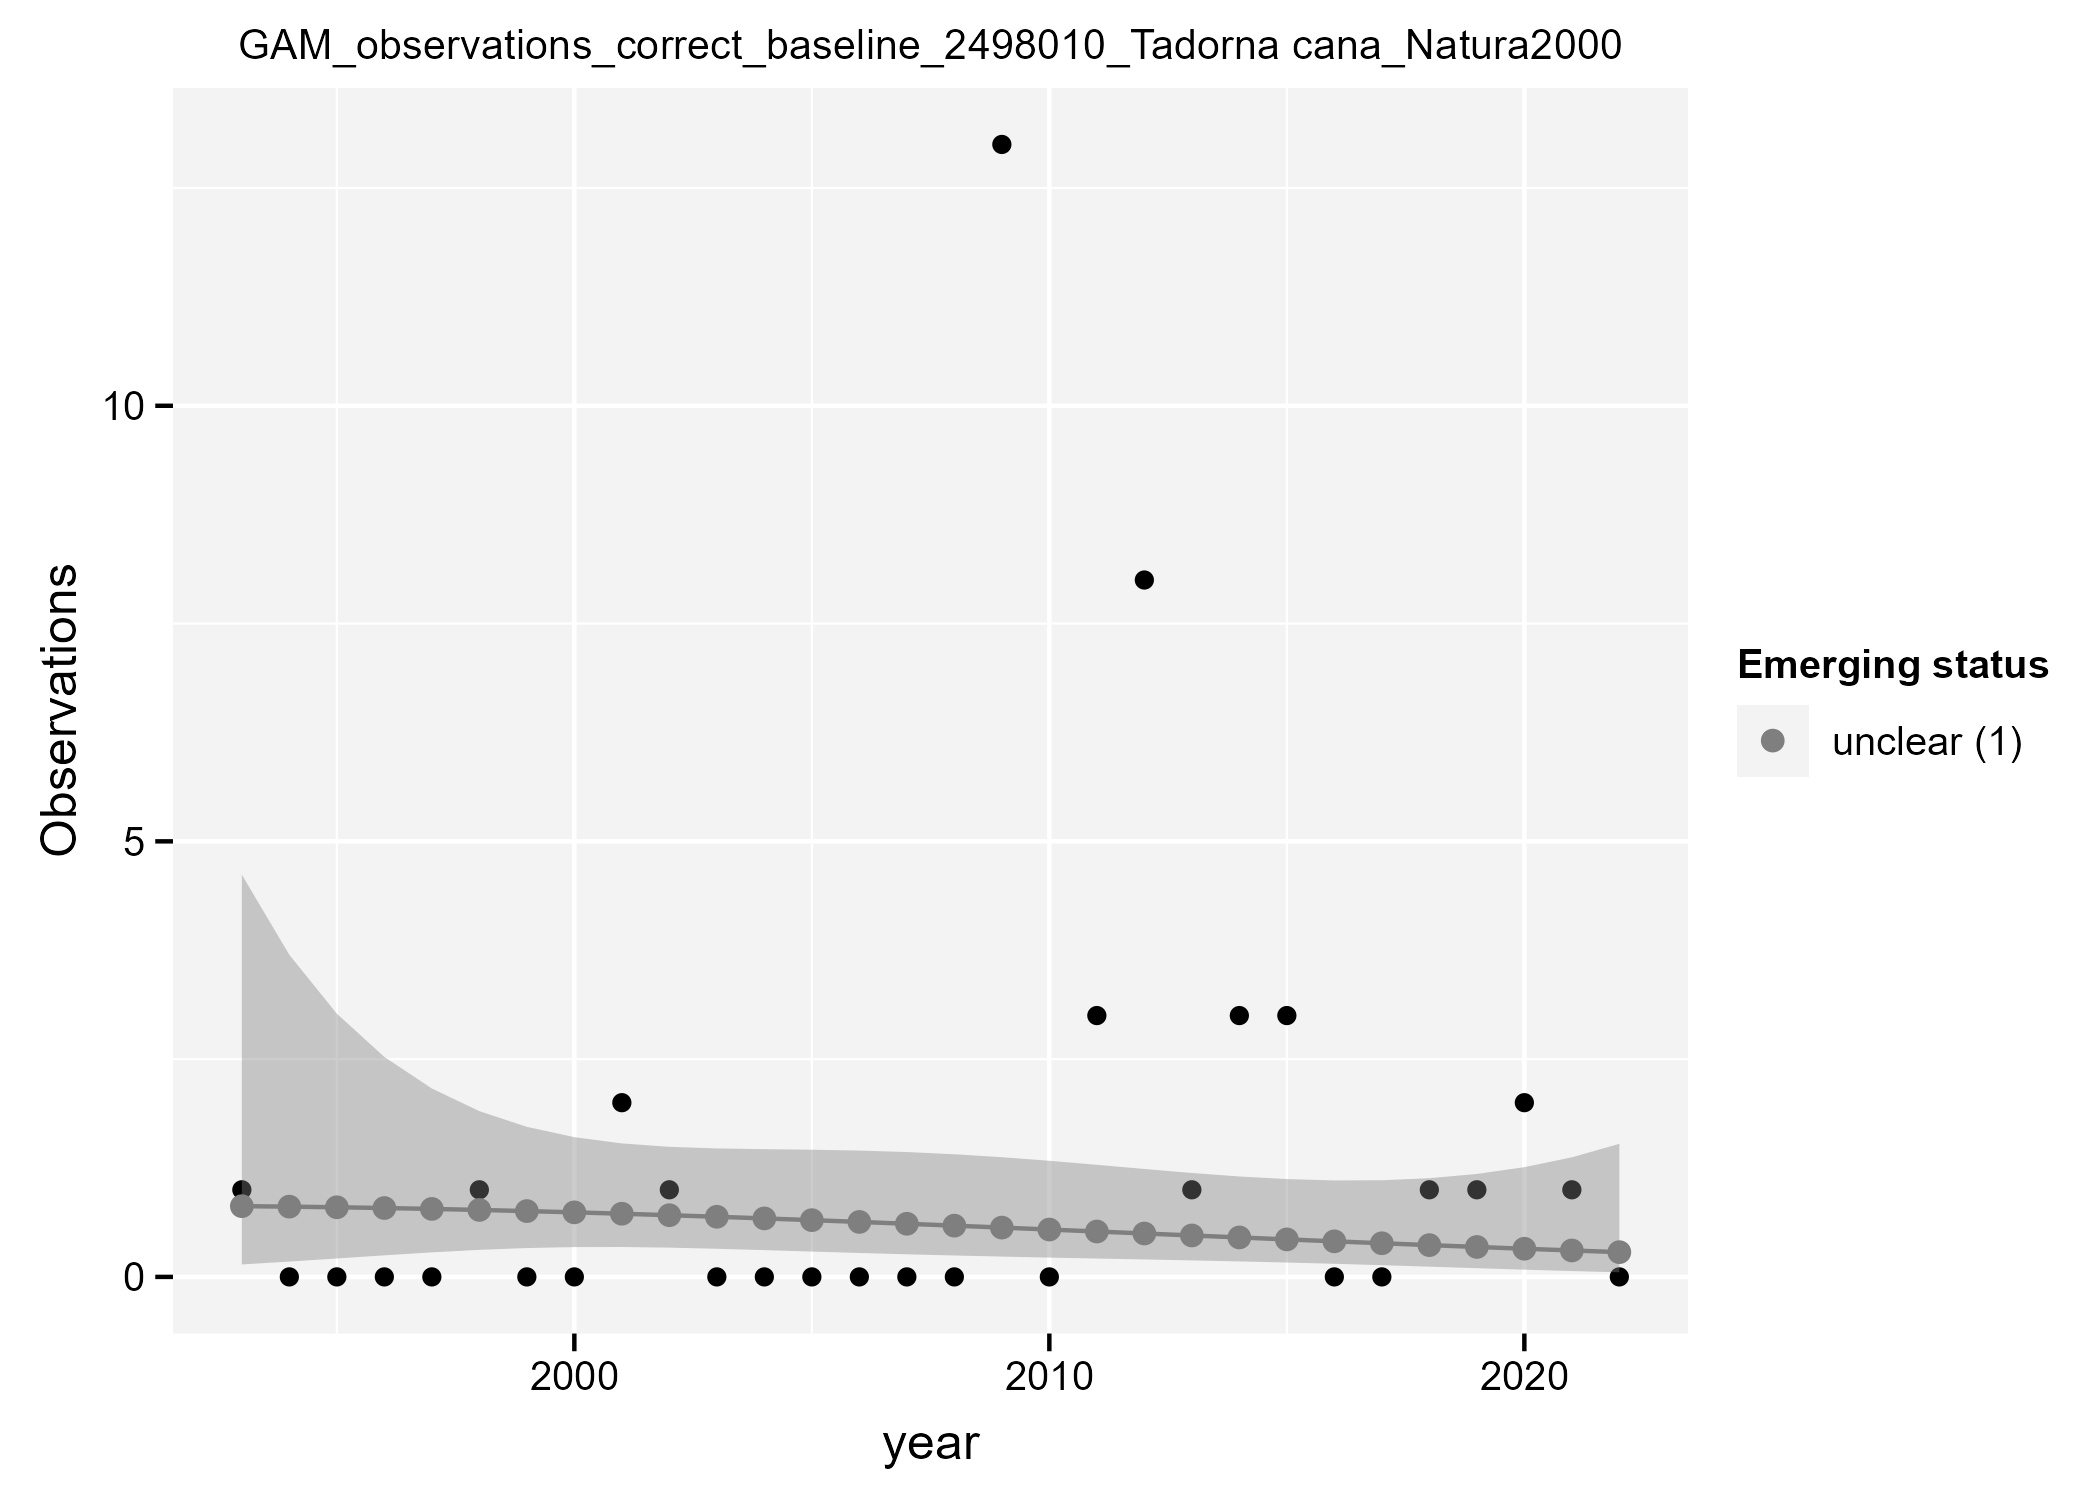 GAM_observations_correct_baseline_2498010_Tadorna cana_Natura2000
Observations
10
5
0
2000
2010
2020
year
Emerging status
unclear (1)